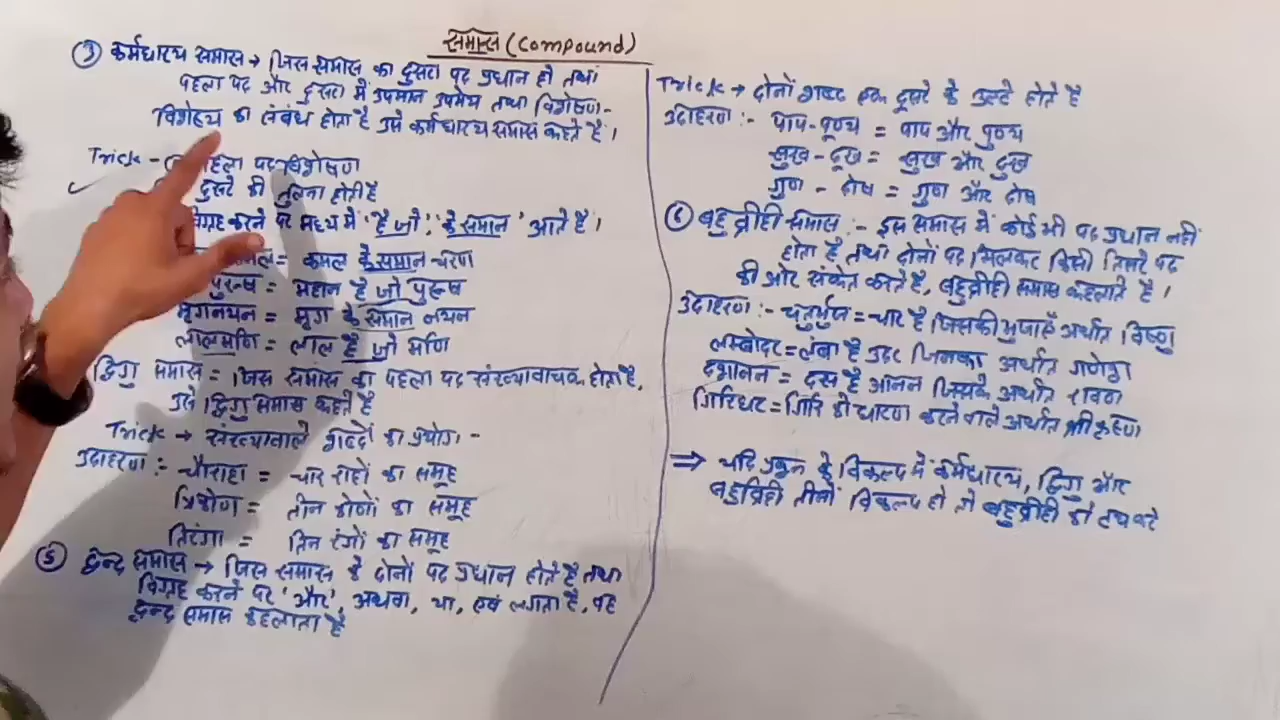 समास (Compound)
③ कर्मधारय समास → जिस समास का दुसरा पद प्रधान हो तथा
पहला पद और दुसरा में उपमान उपमेय तथा विशेषण-
विशेष्य का संबंध होता है उसे कर्मधारय समास कहते है।
Trick - पहला पद विशेषण
दुसरे की तुलना होती है
विग्रह करने पर मध्य में 'है जो', 'के समान' आते है।
= कमल के समान चरण
पुरुष = महान है जो पुरुष
मृगनयन = मृग के समान नयन
लालमणि = लाल है जो मणि
द्विगु समास = जिस समास का पहला पद संख्यावाचक होता है,
उसे द्विगु समास कहते है
Trick → संख्यावाले शब्दों का प्रयोग -
उदाहरण :- चौराहा = चार राहों का समूह
त्रिकोण = तीन कोणों का समूह
तिरंगा = तिन रंगों का समूह
⑤ द्वन्द समास → जिस समास के दोनों पद प्रधान होते है तथा
विग्रह करने पर 'और', अथवा, या, एवं लगता है, वह
द्वन्द समास कहलाता है
Trick → दोनों शब्द एक दूसरे के उल्टे होते है
उदाहरण :- पाप-पूण्य = पाप और पुण्य
सुख-दूख = सुख और दुख
गुण - दोष = गुण और दोष
⑥ बहुव्रीही समास :- इस समास में कोई भी पद प्रधान नहीं
होता है तथा दोनों पद मिलकर किसी तिसरे पद
की ओर संकेत करते है, बहुव्रीही समास कहलाते है।
उदाहरण :- चतुर्भुज = चार है जिसकी भुजाएँ अर्थात विष्णु
लम्बोदर = लंबा है उदर जिनका अर्थात गणेश
दशानन = दस है आनन जिसके अर्थात रावण
गिरिधर = गिरि को धारण करने वाले अर्थात श्री कृष्ण
⇒ यदि प्रश्न के विकल्प में कर्मधारय, द्विगु और
बहुव्रिही तीनों विकल्प हो तो बहुव्रीही को तय करे